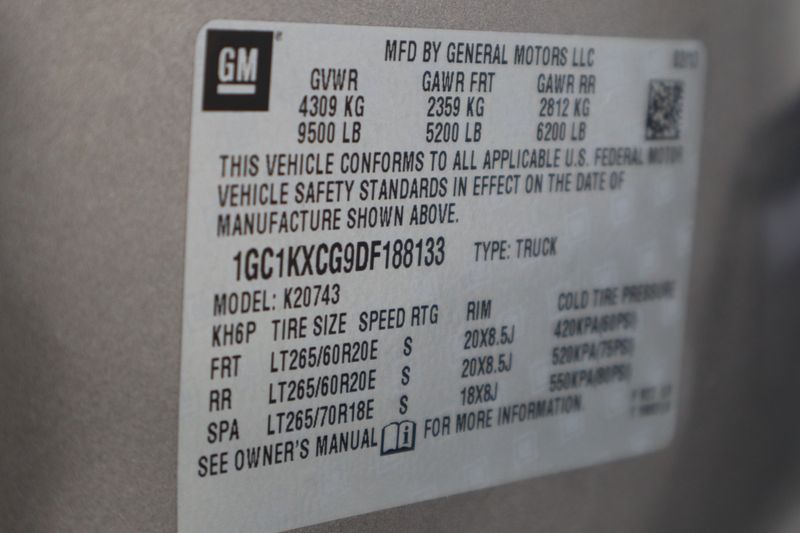 GM
MFD BY GENERAL MOTORS LLC
GVWR GAWR FRT GAWR RR
4309 KG 2359 KG 2812 KG
9500 LB 5200 LB 6200 LB
THIS VEHICLE CONFORMS TO ALL APPLICABLE U.S. FEDERAL MOTOR
VEHICLE SAFETY STANDARDS IN EFFECT ON THE DATE OF
MANUFACTURE SHOWN ABOVE.
1GC1KXCG9DF188133 TYPE: TRUCK
MODEL: K20743
KH6P TIRE SIZE SPEED RTG RIM COLD TIRE PRESSURE
FRT LT265/60R20E S 20X8.5J 420KPA(60PSI)
RR LT265/60R20E S 20X8.5J 520KPA(75PSI)
SPA LT265/70R18E S 18X8J 550KPA(80PSI)
SEE OWNER'S MANUAL FOR MORE INFORMATION